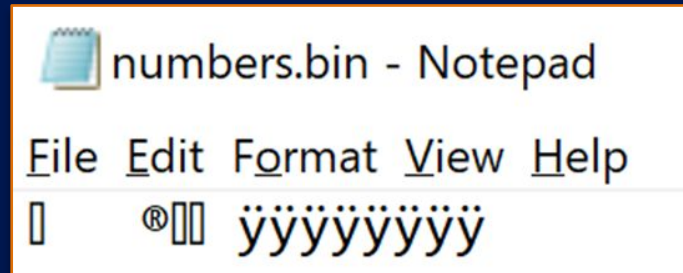 numbers.bin - Notepad
File Edit Format View Help
▯ ®▯▯ ÿÿÿÿÿÿÿÿ